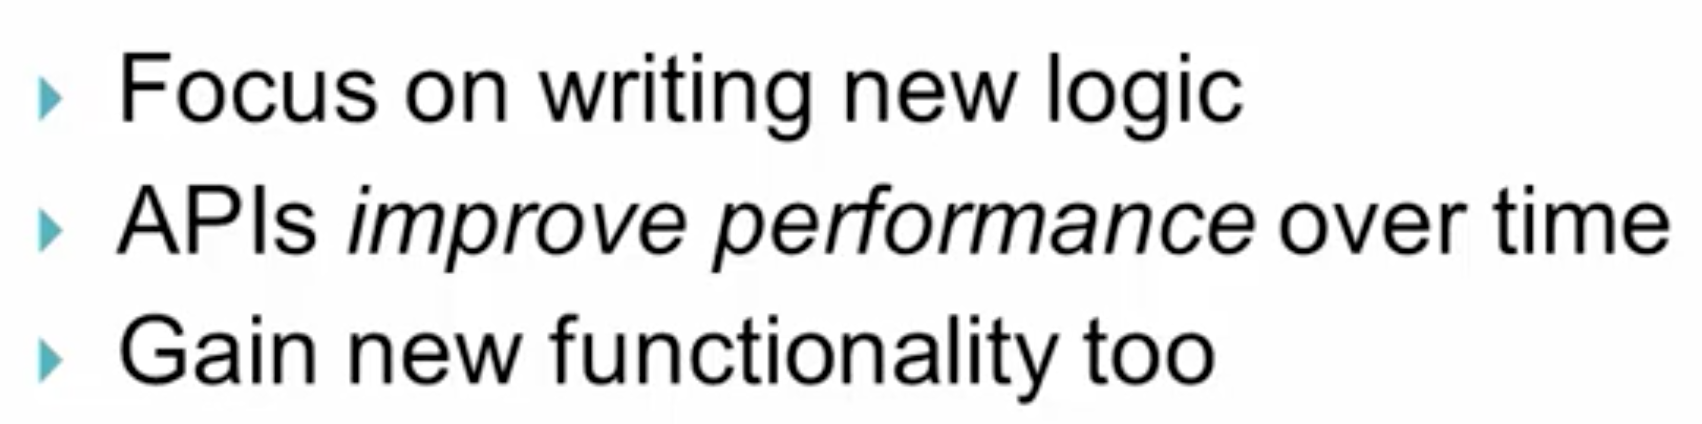 Focus on writing new logic
APIs improve performance over time
Gain new functionality too